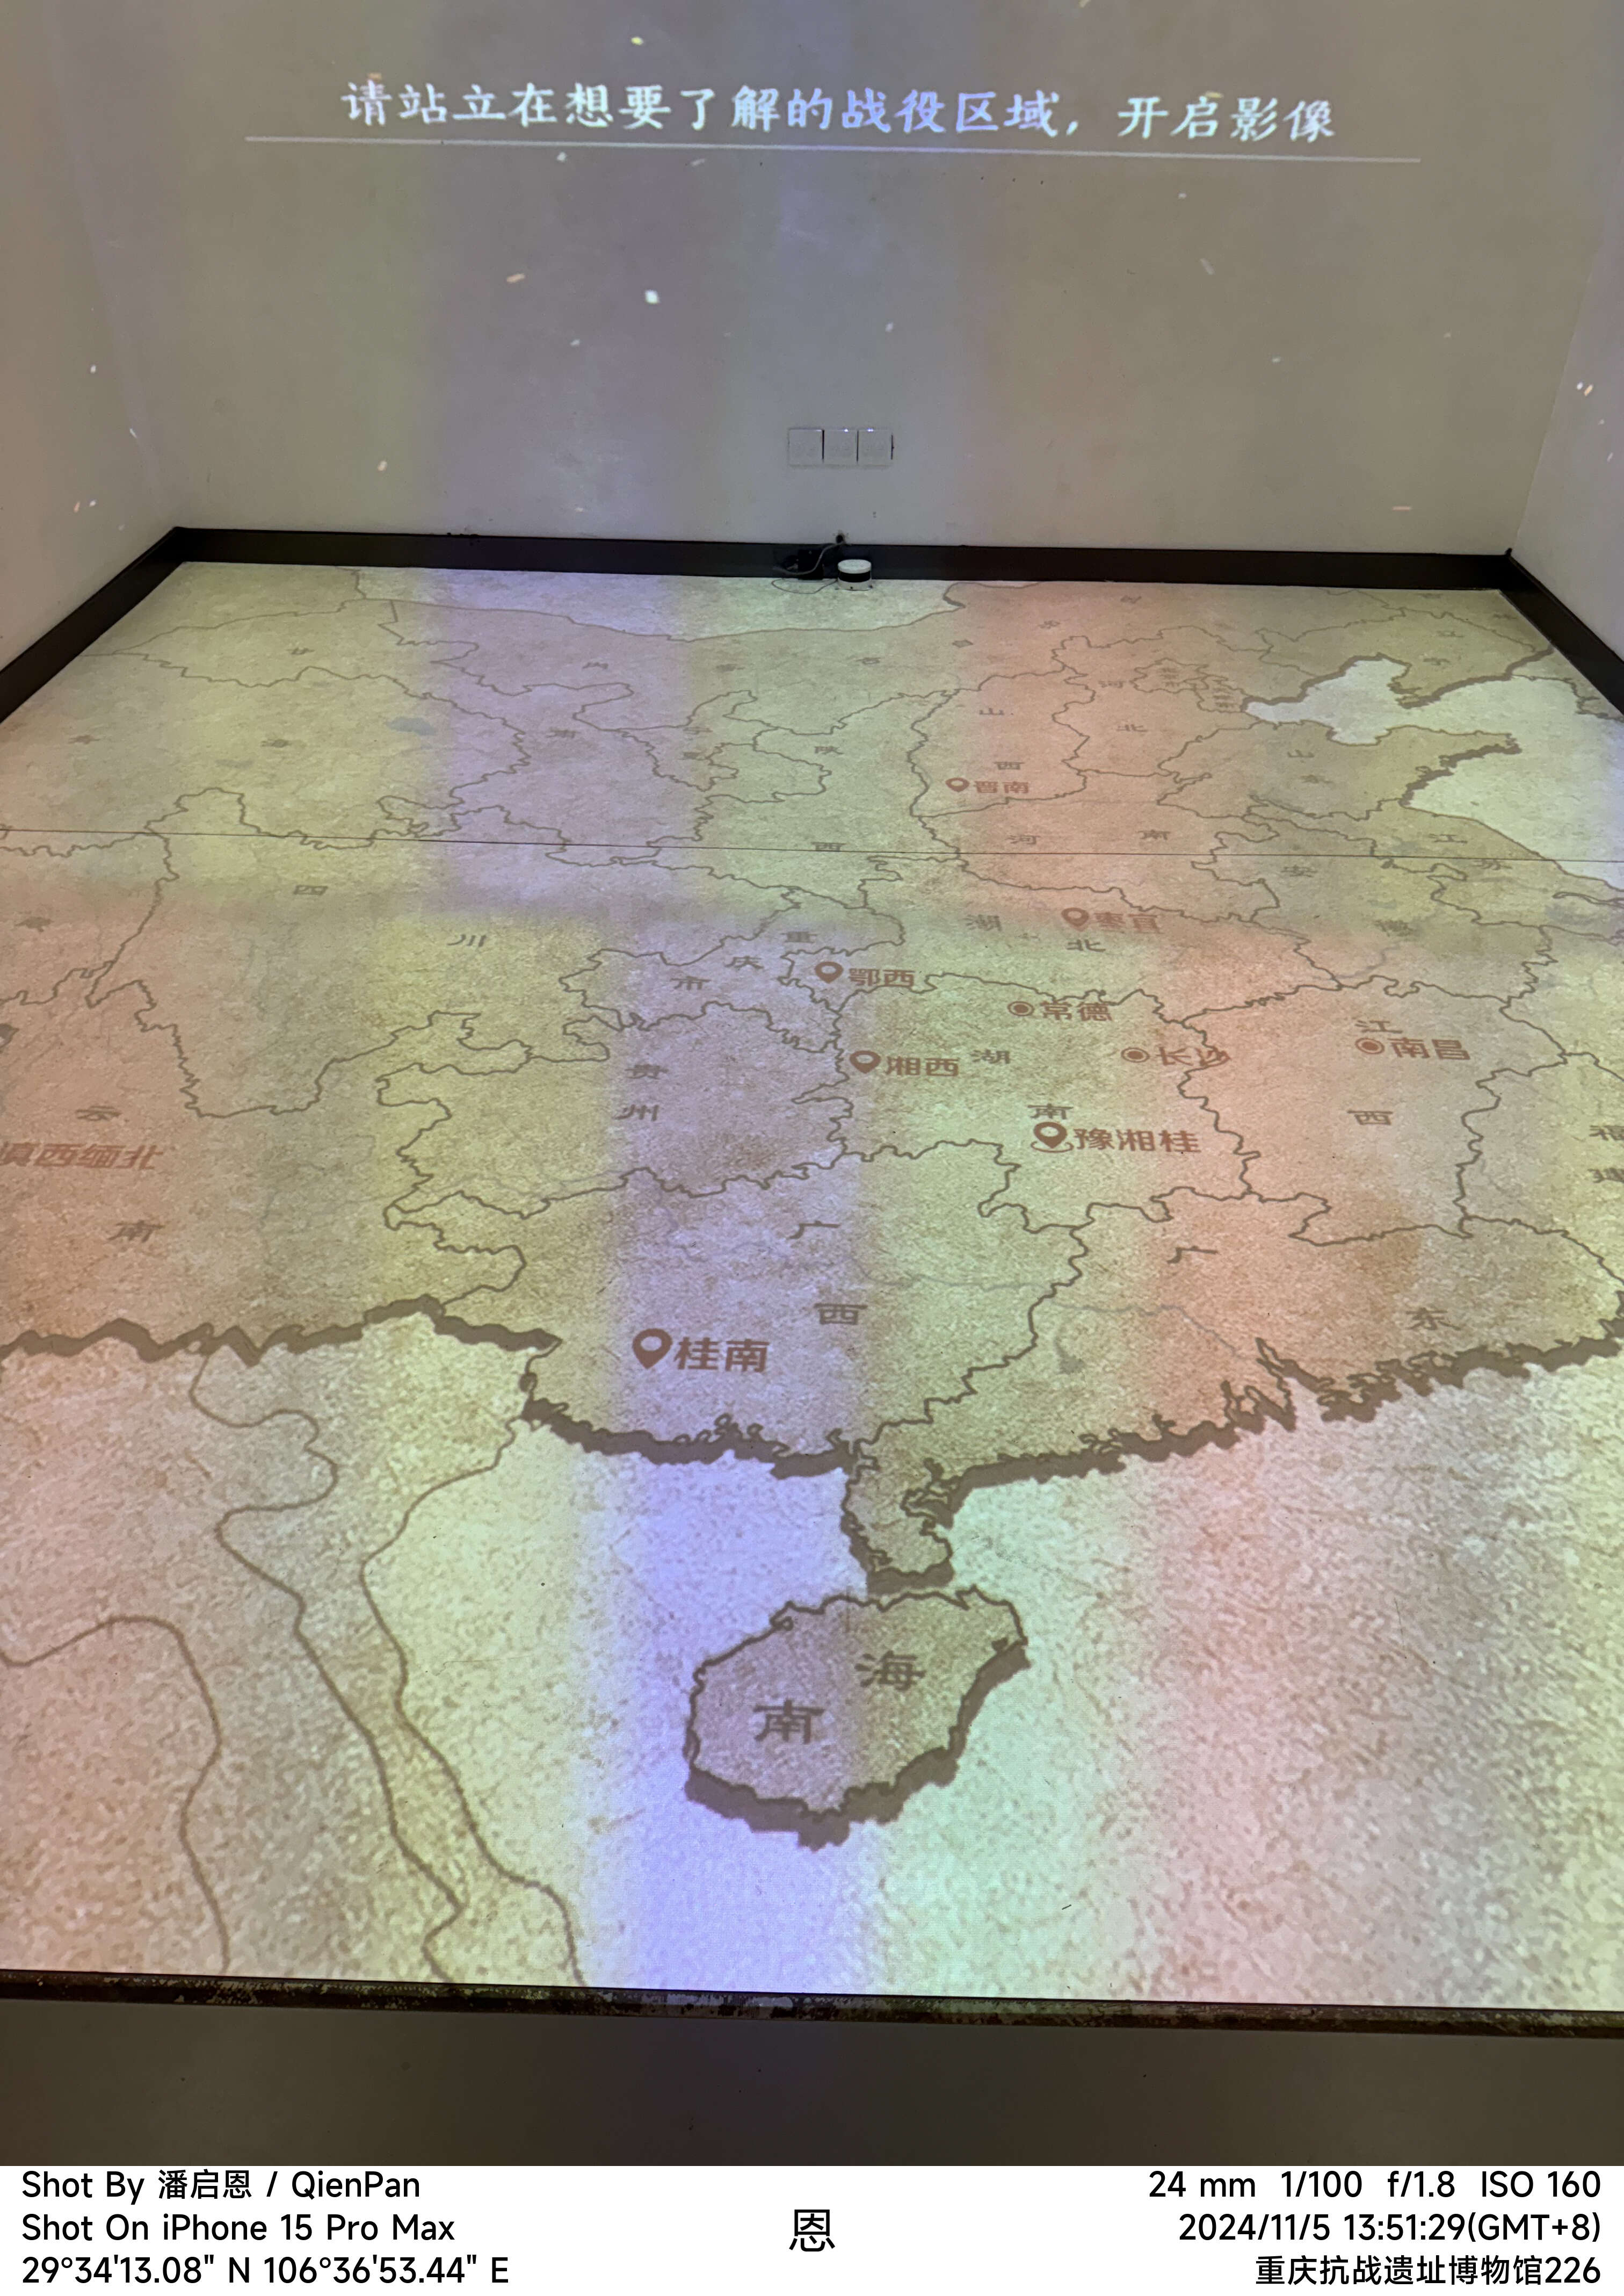 请站立在想要了解的战役区域，开启影像
河
山
北
山
东
西
晋南
陕
河 南
江
苏
西
安
四
湖
枣宜
北
川
重
庆
市
鄂西
常德
江
湘西
湖
长沙
南昌
贵
州
云
南
西
福
豫湘桂
滇西缅北
南
广
广
西
东
桂南
海
南
Shot By 潘启恩 / QienPan
Shot On iPhone 15 Pro Max
29°34'13.08" N 106°36'53.44" E
恩
24 mm 1/100 f/1.8 ISO 160
2024/11/5 13:51:29(GMT+8)
重庆抗战遗址博物馆226